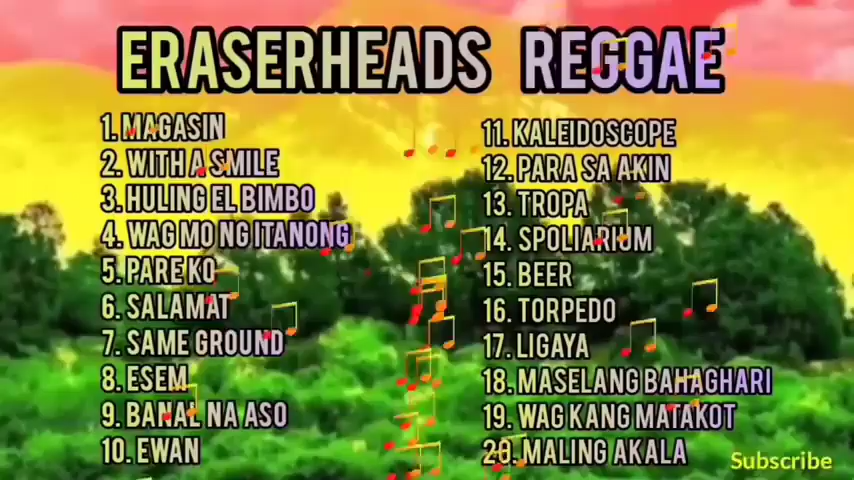 ERASERHEADS REGGAE
1. MAGASIN
2. WITH A SMILE
3. HULING EL BIMBO
4. WAG MO NG ITANONG
5. PARE KO
6. SALAMAT
7. SAME GROUND
8. ESEM
9. BANAL NA ASO
10. EWAN
11. KALEIDOSCOPE
12. PARA SA AKIN
13. TROPA
14. SPOLIARIUM
15. BEER
16. TORPEDO
17. LIGAYA
18. MASELANG BAHAGHARI
19. WAG KANG MATAKOT
20. MALING AKALA
Subscribe